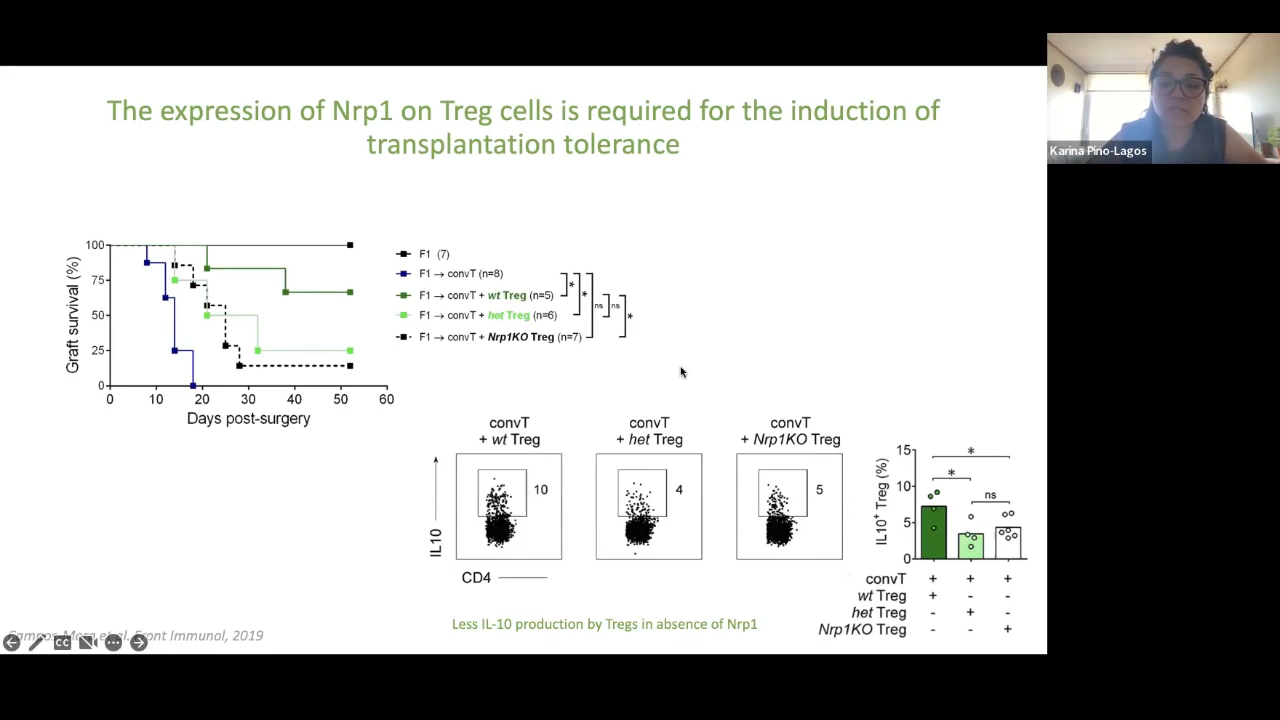 The expression of Nrp1 on Treg cells is required for the induction of
transplantation tolerance
Karina Pino-Lagos
Graft survival (%)
100
75
50
25
0
0 10 20 30 40 50 60
Days post-surgery
F1 (7)
F1 → convT (n=8)
F1 → convT + wt Treg (n=5)
F1 → convT + het Treg (n=6)
F1 → convT + Nrp1KO Treg (n=7)
* * ns ns *
convT
+ wt Treg
convT
+ het Treg
convT
+ Nrp1KO Treg
10
4
5
IL10
CD4
IL10+ Treg (%)
15
10
5
0
*
*
ns
convT + + +
wt Treg + - -
het Treg - + -
Nrp1KO Treg - - +
Less IL-10 production by Tregs in absence of Nrp1
et al. Front Immunol, 2019
CC